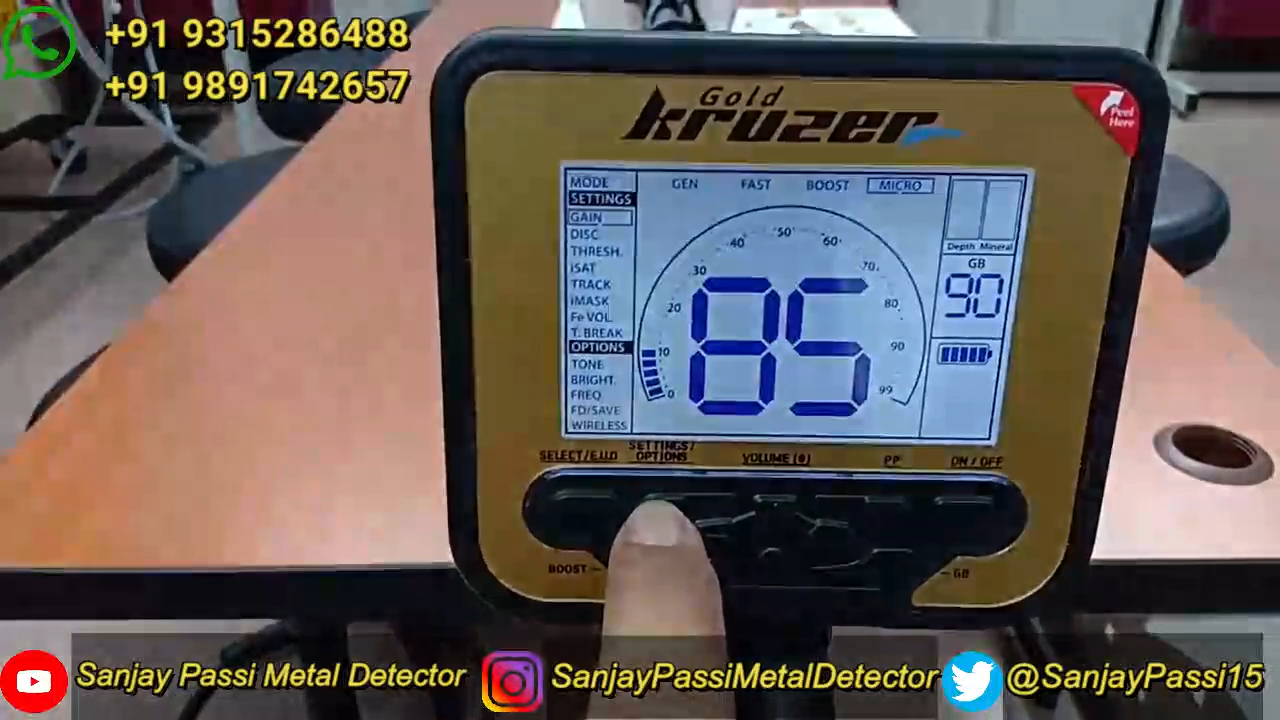 +91 9315286488
+91 9891742657
Gold
kruzer
Peel
Here
MODE
GEN FAST BOOST MICRO
SETTINGS
GAIN
DISC
THRESH.
iSAT
TRACK
iMASK
Fe VOL.
T. BREAK
OPTIONS
TONE
BRIGHT.
FREQ
FD/SAVE
WIRELESS
0
10
20
30
40
50
60
70
80
90
99
85
Depth Mineral
GB
90
SELECT/E.U.D
SETTINGS/
OPTIONS
VOLUME
PP
ON / OFF
BOOST
GB
Sanjay Passi Metal Detector
SanjayPassiMetalDetector
@SanjayPassi15